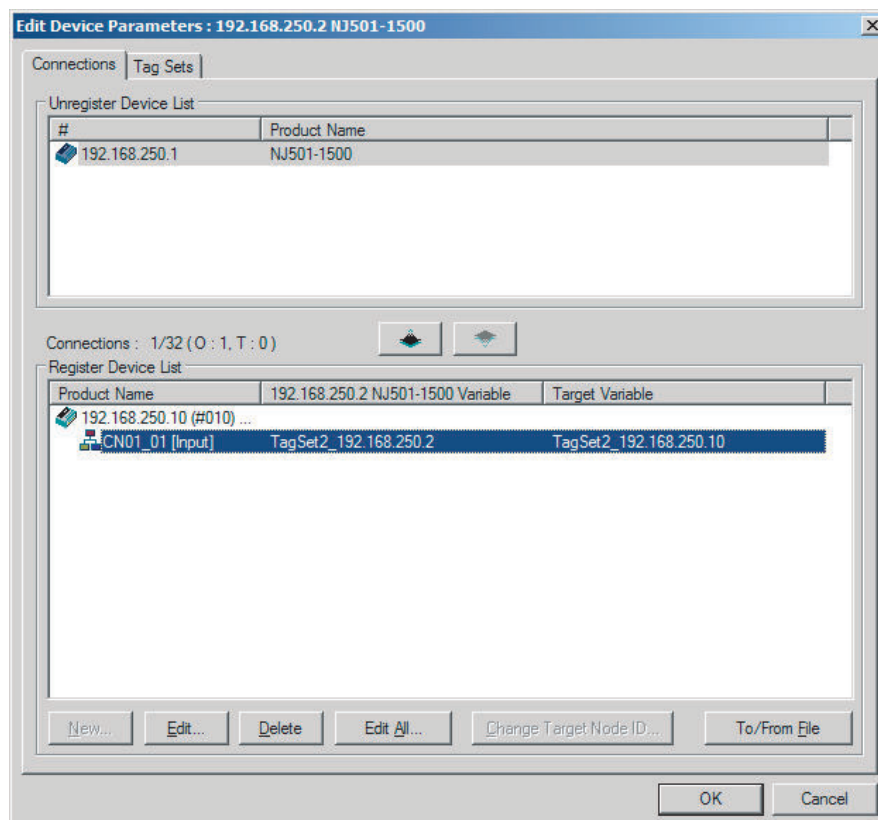 Edit Device Parameters : 192.168.250.2 NJ501-1500
Connections Tag Sets
Unregister Device List
# Product Name
192.168.250.1 NJ501-1500
Connections : 1/32 ( O : 1, T : 0 )
Register Device List
Product Name 192.168.250.2 NJ501-1500 Variable Target Variable
192.168.250.10 (#010) ...
CN01_01 [Input] TagSet2_192.168.250.2 TagSet2_192.168.250.10
New... Edit... Delete Edit All... Change Target Node ID... To/From File
OK Cancel